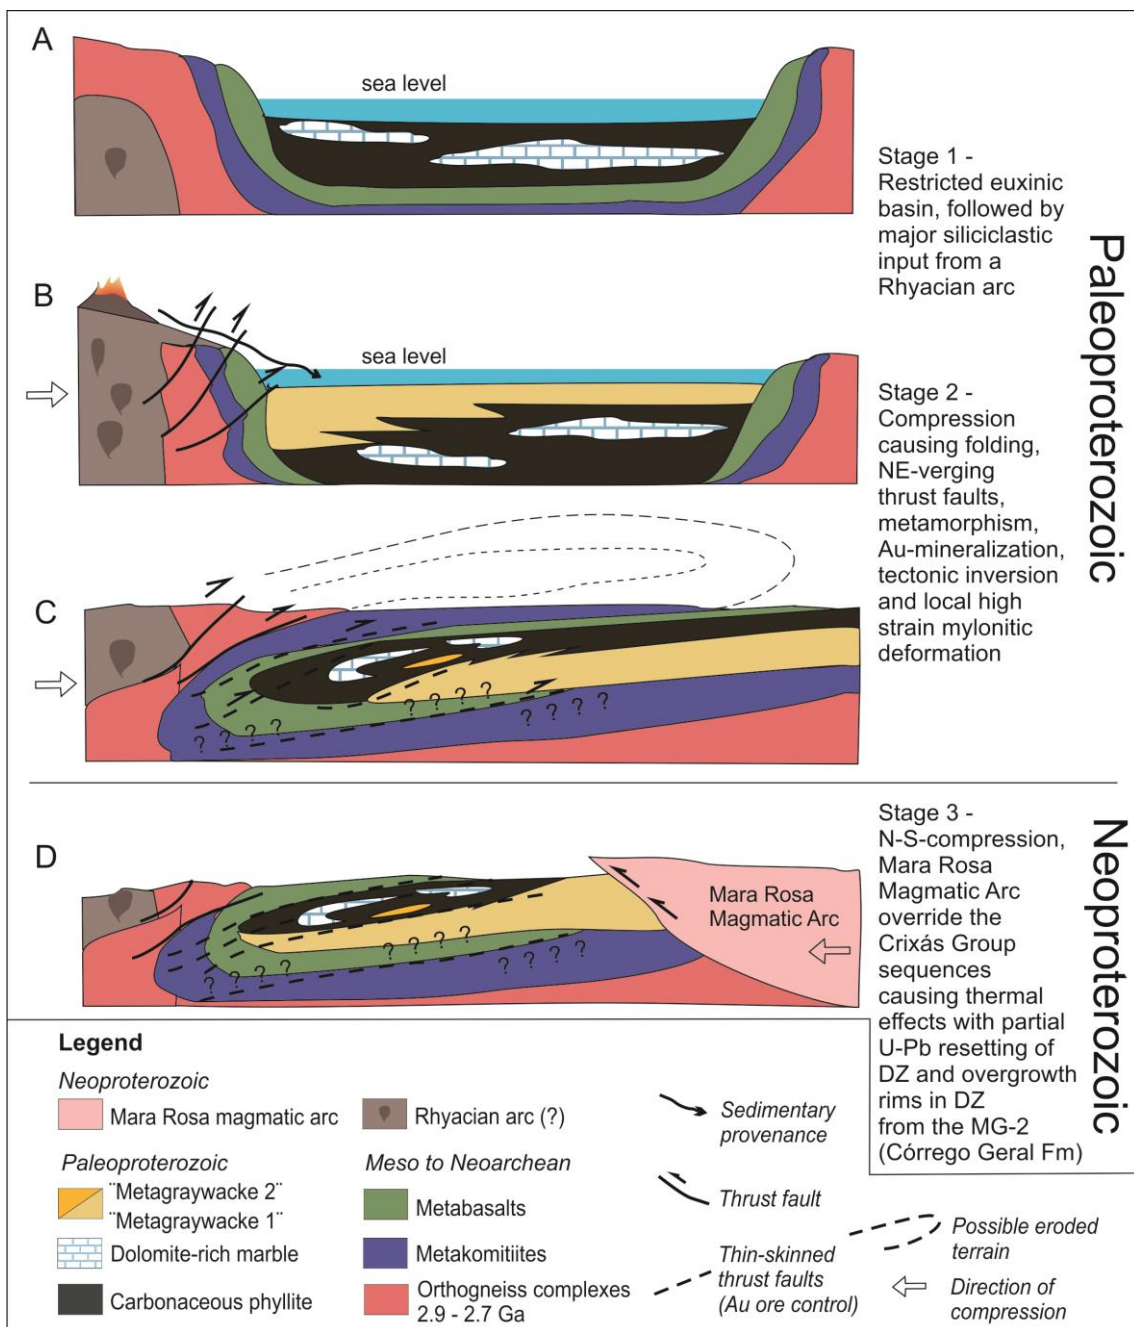 A
sea level
Stage 1 -
Restricted euxinic
basin, followed by
major siliciclastic
input from a
Rhyacian arc
Paleoproterozoic
B
sea level
Stage 2 -
Compression
causing folding,
NE-verging
thrust faults,
metamorphism,
Au-mineralization,
tectonic inversion
and local high
strain mylonitic
deformation
C
? ? ? ?
? ? ? ?
? ? ? ?
D
Mara Rosa
Magmatic Arc
? ? ? ?
? ? ? ?
? ? ? ?
Stage 3 -
N-S-compression,
Mara Rosa
Magmatic Arc
override the
Crixás Group
sequences
causing thermal
effects with partial
U-Pb resetting of
DZ and overgrowth
rims in DZ
from the MG-2
(Córrego Geral Fm)
Neoproterozoic
Legend
Neoproterozoic
Mara Rosa magmatic arc
Rhyacian arc (?)
Paleoproterozoic
¨Metagraywacke 2¨
¨Metagraywacke 1¨
Dolomite-rich marble
Carbonaceous phyllite
Meso to Neoarchean
Metabasalts
Metakomitiites
Orthogneiss complexes
2.9 - 2.7 Ga
Sedimentary
provenance
Thrust fault
Thin-skinned
thrust faults
(Au ore control)
Possible eroded
terrain
Direction of
compression